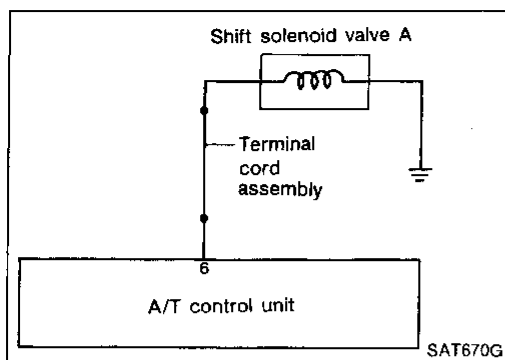 Shift solenoid valve A
Terminal
cord
assembly
6
A/T control unit
SAT670G